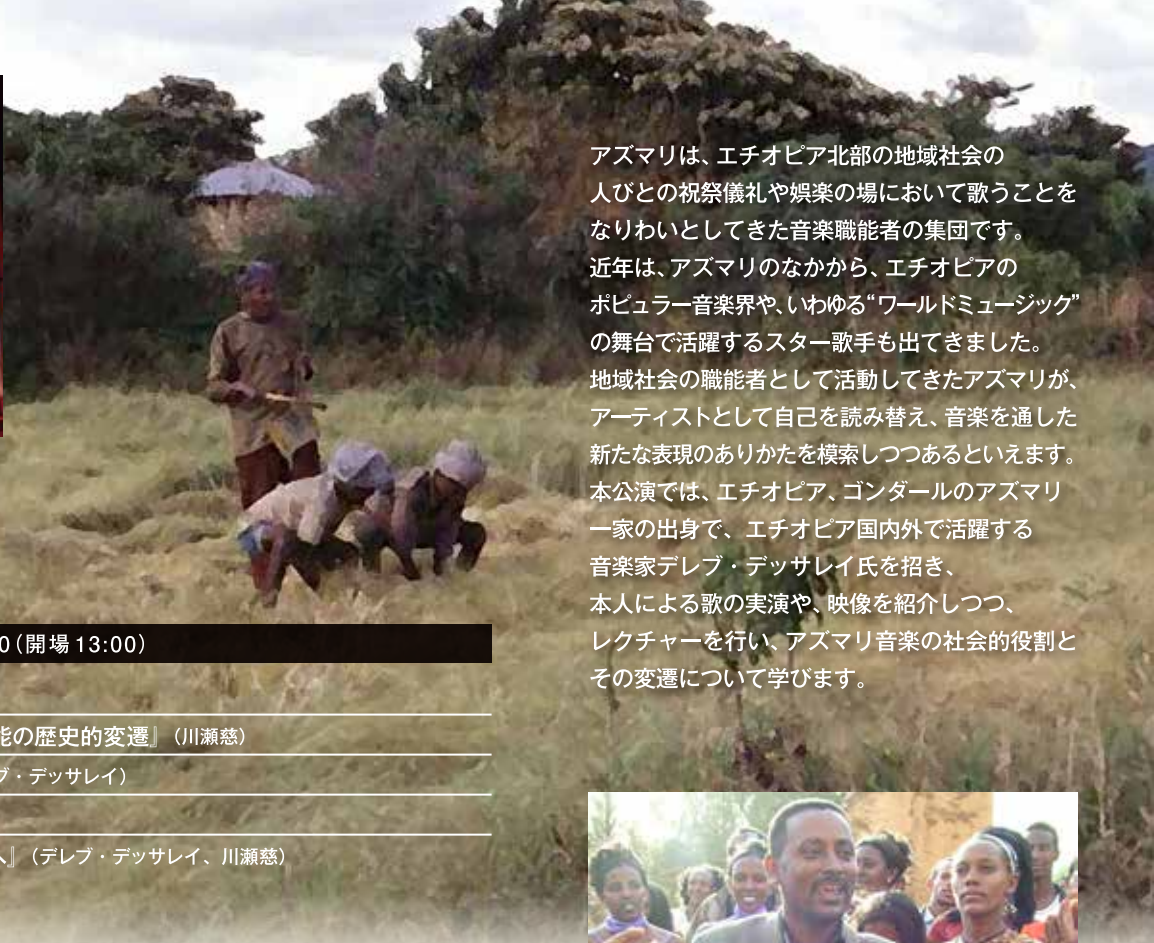 アズマリは、エチオピア北部の地域社会の
人びとの祝祭儀礼や娯楽の場において歌うことを
なりわいとしてきた音楽職能者の集団です。
近年は、アズマリのなかから、エチオピアの
ポピュラー音楽界や、いわゆる“ワールドミュージック”
の舞台で活躍するスター歌手も出てきました。
地域社会の職能者として活動してきたアズマリが、
アーティストとして自己を読み替え、音楽を通した
新たな表現のありかたを模索しつつあるといえます。
本公演では、エチオピア、ゴンダールのアズマリ
一家の出身で、エチオピア国内外で活躍する
音楽家デレブ・デッサレイ氏を招き、
本人による歌の実演や、映像を紹介しつつ、
レクチャーを行い、アズマリ音楽の社会的役割と
その変遷について学びます。
0（開場 13:00）
能の歴史的変遷』（川瀬慈）
ブ・デッサレイ）
』（デレブ・デッサレイ、川瀬慈）